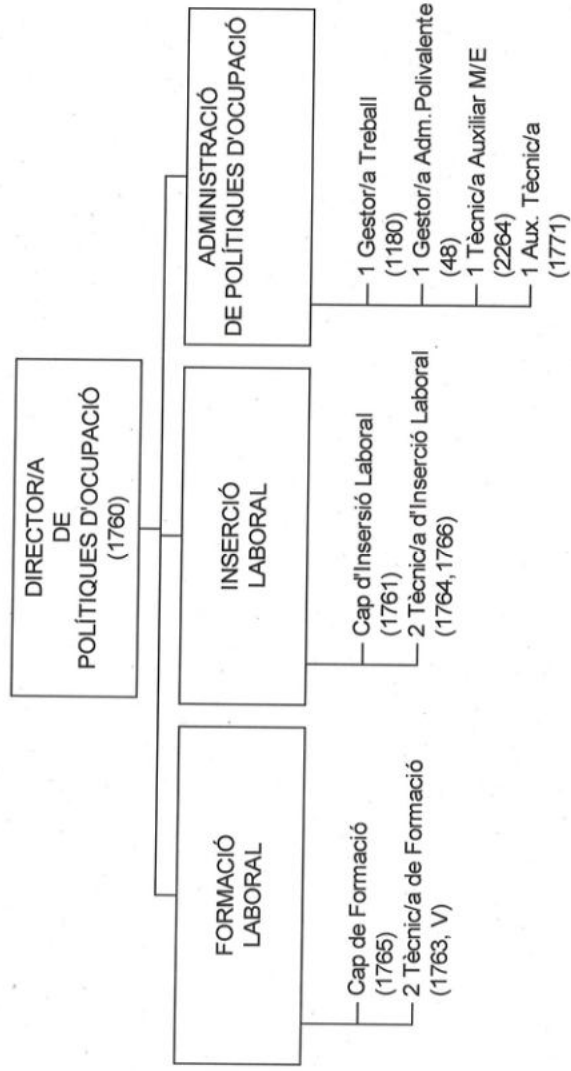 DIRECTOR/A
DE
POLÍTIQUES D'OCUPACIÓ
(1760)
FORMACIÓ
LABORAL
Cap de Formació
(1765)
2 Tècnic/a de Formació
(1763, V)
INSERCIÓ
LABORAL
Cap d'Insersió Laboral
(1761)
2 Tècnic/a d'Inserció Laboral
(1764,1766)
ADMINISTRACIÓ
DE POLÍTIQUES D'OCUPACIÓ
1 Gestor/a Treball
(1180)
1 Gestor/a Adm.Polivalente
(48)
1 Tècnic/a Auxiliar M/E
(2264)
1 Aux. Tècnic/a
(1771)